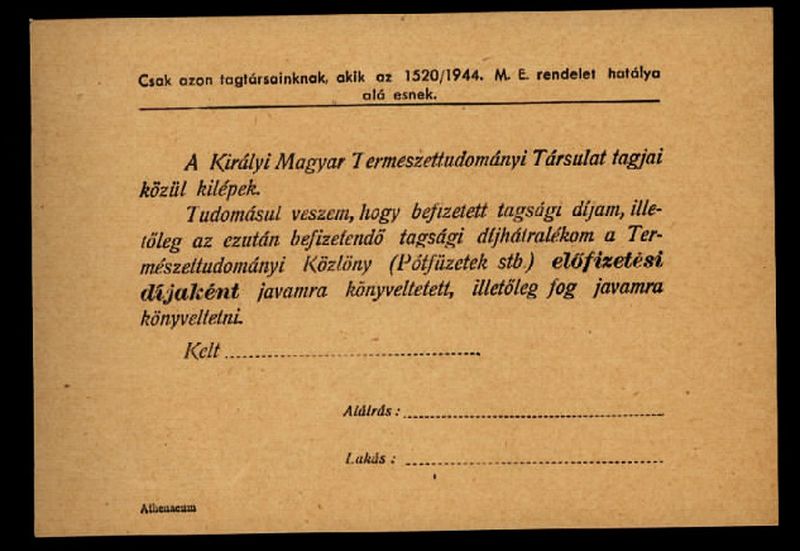 Csak azon tagtársainknak, akik az 1520/1944. M. E. rendelet hatálya
alá esnek.
A Királyi Magyar Termeszettudományi Társulat tagjai
közül kilépek.
Tudomásul veszem, hogy befizetett tagsági díjam, ille-
tőleg az ezután befizetendő tagsági díjhátralékom a Ter-
mészettudományi Közlöny (Pótfüzetek stb.) előfizetési
díjaként javamra könyveltetett, illetőleg fog javamra
könyveltetni.
Kelt
Aláírás:
Lakás:
Athenaeum